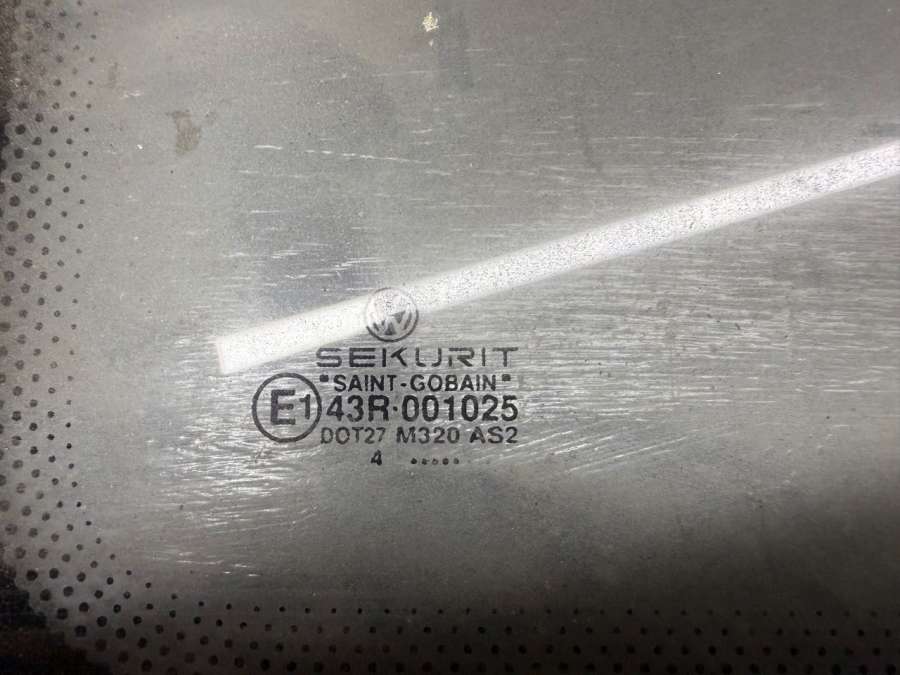 SEKURIT
"SAINT-GOBAIN"
E1 43R-001025
DOT27 M320 AS2
4 .....